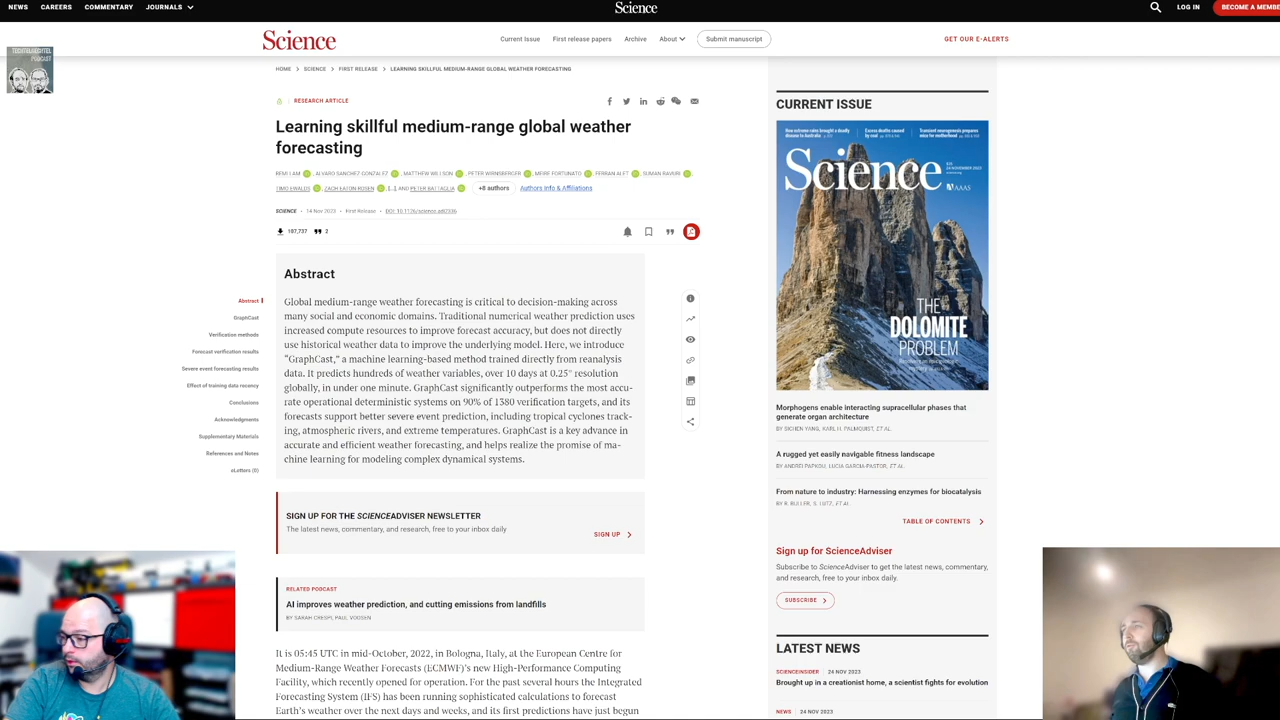 NEWS CAREERS COMMENTARY JOURNALS
Science
LOG IN
BECOME A MEMBE
Science
Current Issue First release papers Archive About Submit manuscript
GET OUR E-ALERTS
PODCAST
HOME SCIENCE FIRST RELEASE LEARNING SKILLFUL MEDIUM-RANGE GLOBAL WEATHER FORECASTING
RESEARCH ARTICLE
Learning skillful medium-range global weather
forecasting
REMI LAM, ALVARO SANCHEZ-GONZALEZ, MATTHEW WILLSON, PETER WIRNSBERGER, MEIRE FORTUNATO, FERRAN ALET, SUMAN RAVURI,
TIMO EWALDS, ZACH EATON-ROSEN, [...], AND PETER BATTAGLIA +8 authors Authors Info & Affiliations
SCIENCE • 14 Nov 2023 • First Release •
107,737 2
Abstract
Global medium-range weather forecasting is critical to decision-making across
many social and economic domains. Traditional numerical weather prediction uses
increased compute resources to improve forecast accuracy, but does not directly
use historical weather data to improve the underlying model. Here, we introduce
“GraphCast,” a machine learning-based method trained directly from reanalysis
data. It predicts hundreds of weather variables, over 10 days at 0.25° resolution
globally, in under one minute. GraphCast significantly outperforms the most accu-
rate operational deterministic systems on 90% of 1380 verification targets, and its
forecasts support better severe event prediction, including tropical cyclones track-
ing, atmospheric rivers, and extreme temperatures. GraphCast is a key advance in
accurate and efficient weather forecasting, and helps realize the promise of ma-
chine learning for modeling complex dynamical systems.
Abstract
GraphCast
Verification methods
Forecast verification results
Severe event forecasting results
Effect of training data recency
Conclusions
Acknowledgments
Supplementary Materials
References and Notes
eLetters (0)
SIGN UP FOR THE SCIENCEADVISER NEWSLETTER
The latest news, commentary, and research, free to your inbox daily
SIGN UP
RELATED PODCAST
AI improves weather prediction, and cutting emissions from landfills
BY SARAH CRESPI, PAUL VOOSEN
It is 05:45 UTC in mid-October, 2022, in Bologna, Italy, at the European Centre for
Medium-Range Weather Forecasts (ECMWF)’s new High-Performance Computing
Facility, which recently opened for operation. For the past several hours the Integrated
Forecasting System (IFS) has been running sophisticated calculations to forecast
Earth’s weather over the next days and weeks, and its first predictions have just begun
CURRENT ISSUE
Science
24 NOVEMBER 2023
AAAS
THE
DOLOMITE
PROBLEM
Morphogens enable interacting supracellular phases that
generate organ architecture
BY SICHEN YANG, KARL H. PALMQUIST, ET AL.
A rugged yet easily navigable fitness landscape
BY ANDREI PAPKOU, LUCIA GARCIA-PASTOR, ET AL.
From nature to industry: Harnessing enzymes for biocatalysis
BY R. BULLER, S. LUTZ, ET AL.
TABLE OF CONTENTS
Sign up for ScienceAdviser
Subscribe to ScienceAdviser to get the latest news, commentary,
and research, free to your inbox daily.
SUBSCRIBE
LATEST NEWS
SCIENCEINSIDER 24 NOV 2023
Brought up in a creationist home, a scientist fights for evolution
NEWS 24 NOV 2023